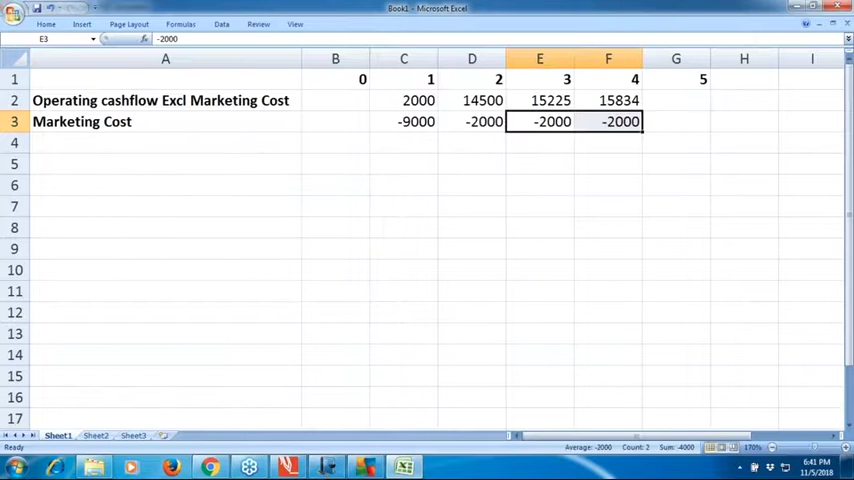 Book1 - Microsoft Excel
Home Insert Page Layout Formulas Data Review View
E3 fx -2000
A B C D E F G H I
1 0 1 2 3 4 5
2 Operating cashflow Excl Marketing Cost 2000 14500 15225 15834
3 Marketing Cost -9000 -2000 -2000 -2000
4
5
6
7
8
9
10
11
12
13
14
15
16
17
Sheet1 Sheet2 Sheet3
Ready Average: -2000 Count: 2 Sum: -4000 170%
6:41 PM
11/5/2018